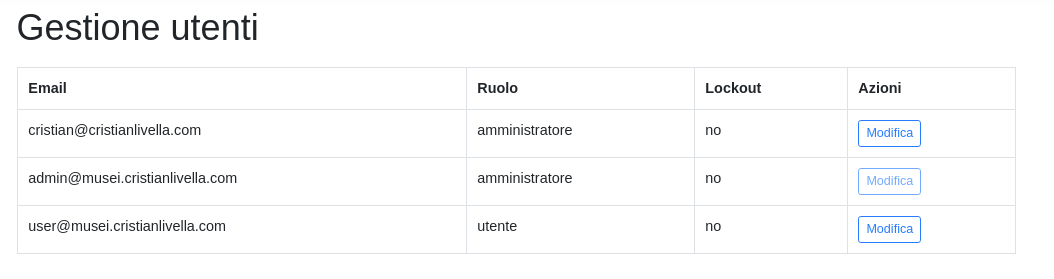 Gestione utenti
Email Ruolo Lockout Azioni
cristian@cristianlivella.com amministratore no Modifica
admin@musei.cristianlivella.com amministratore no Modifica
user@musei.cristianlivella.com utente no Modifica